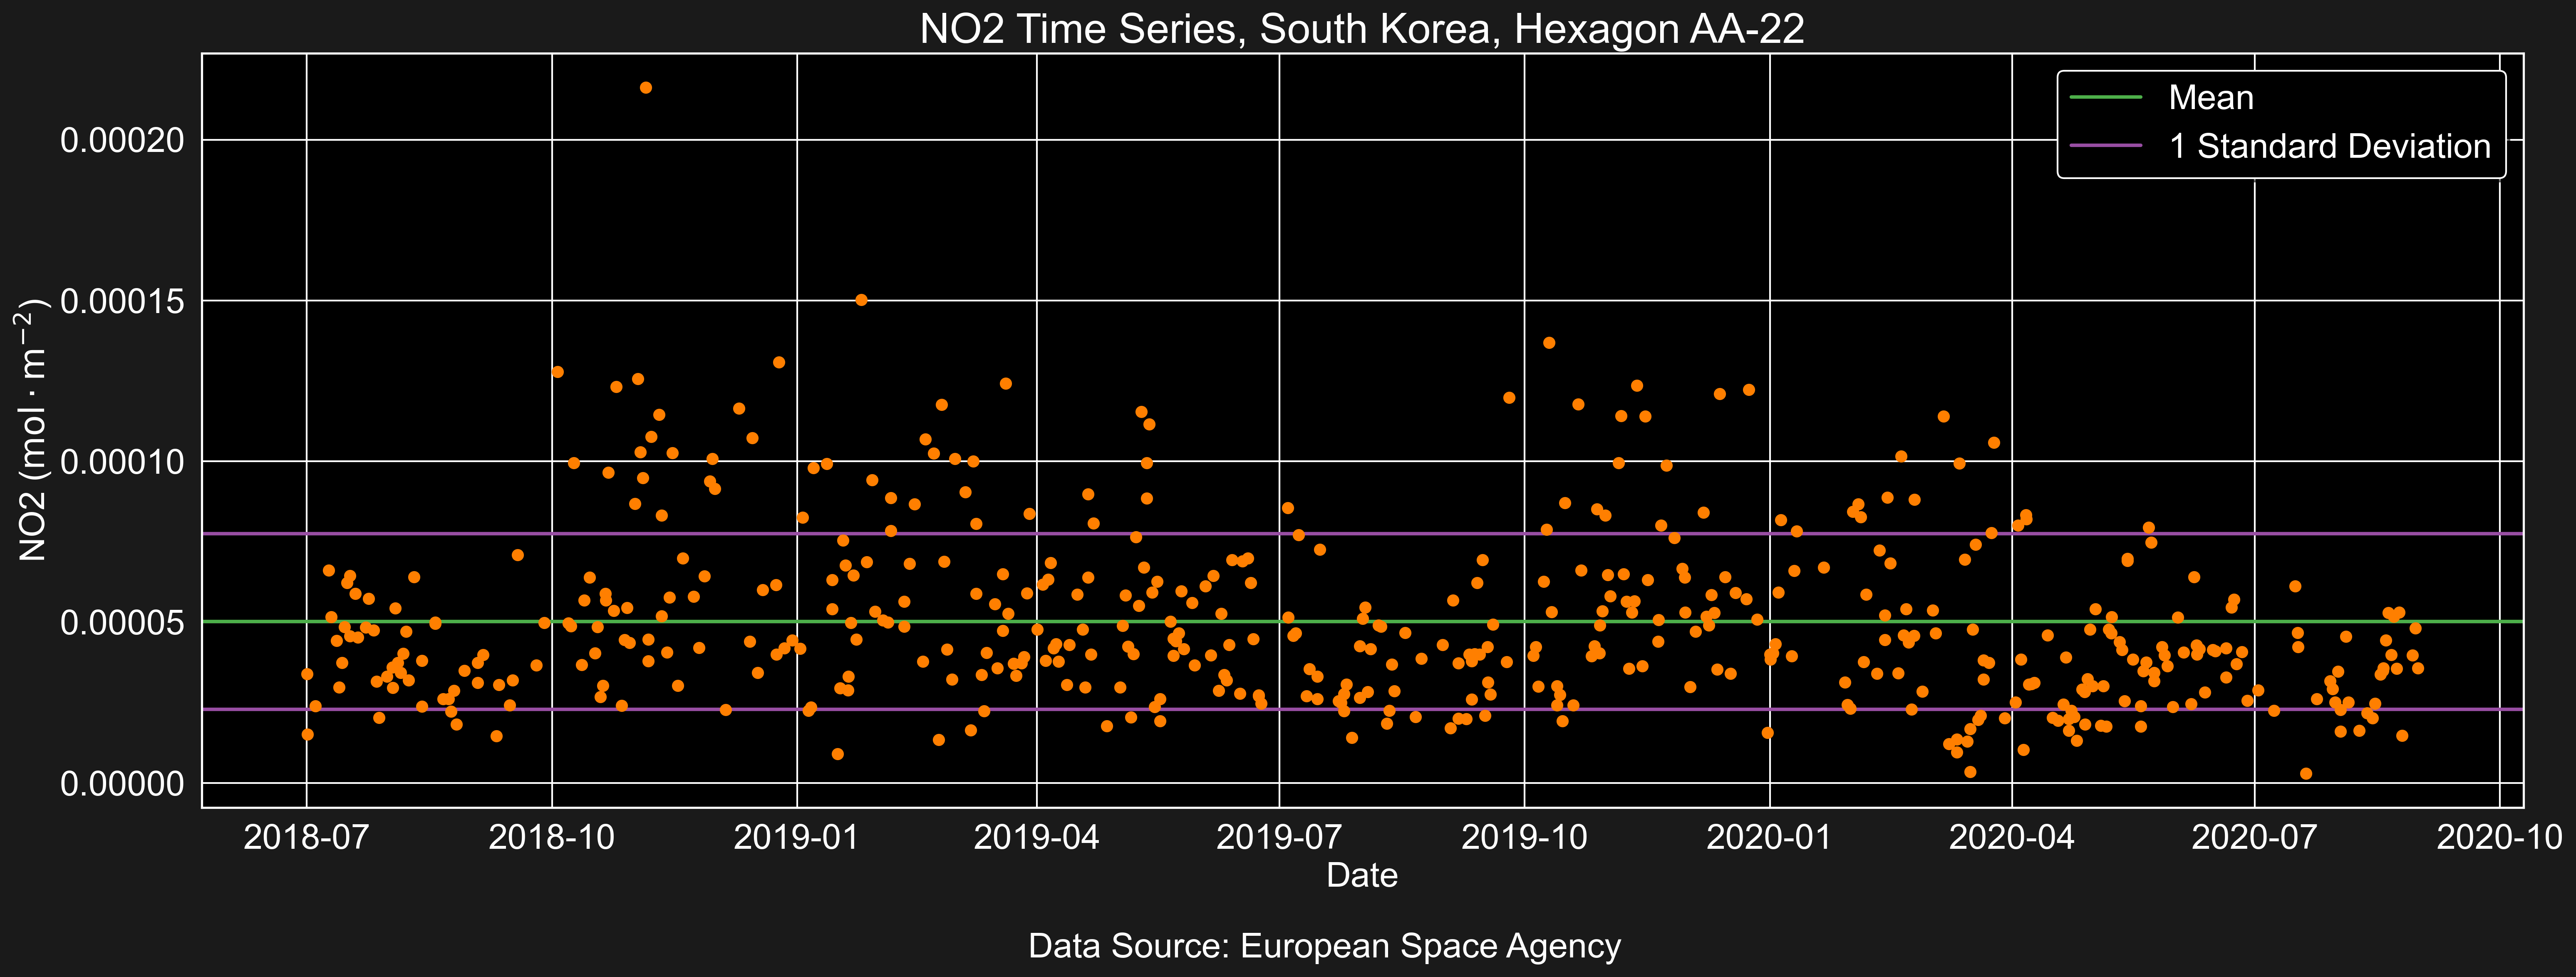 NO2 Time Series, South Korea, Hexagon AA-22
Mean
1 Standard Deviation
NO2 (mol · m⁻²)
0.00020
0.00015
0.00010
0.00005
0.00000
2018-07 2018-10 2019-01 2019-04 2019-07 2019-10 2020-01 2020-04 2020-07 2020-10
Date
Data Source: European Space Agency